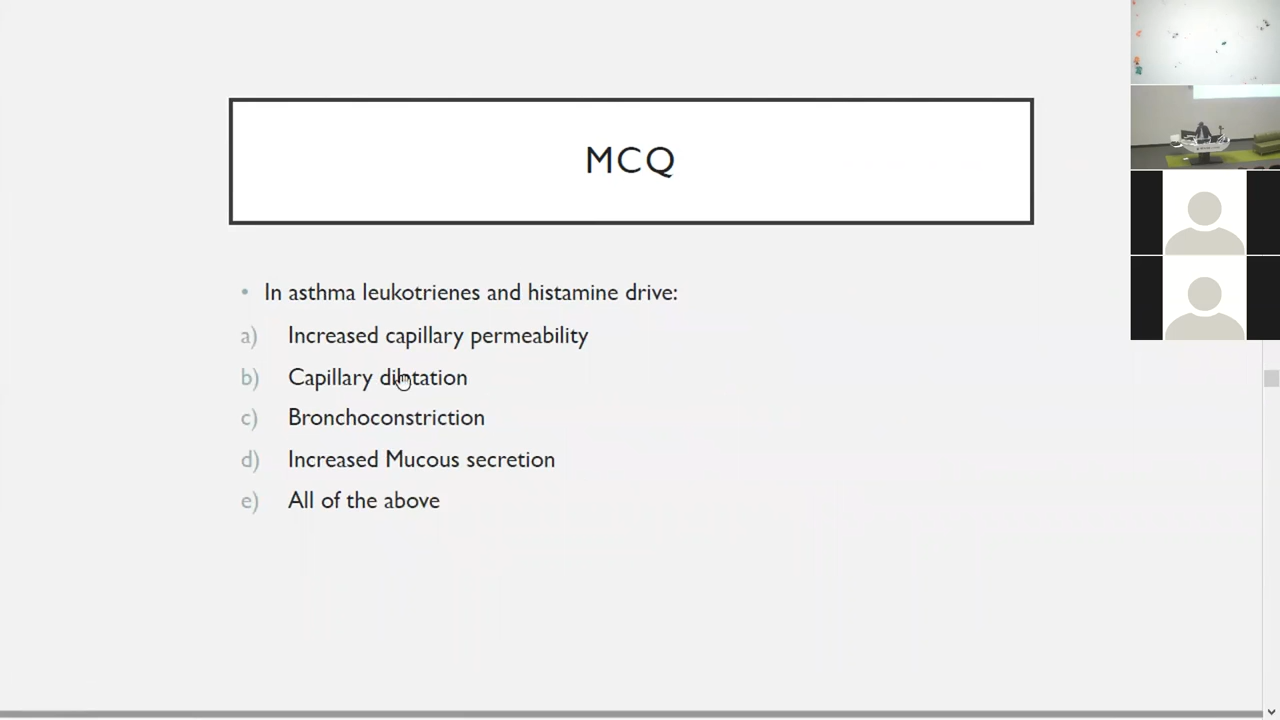 MCQ
• In asthma leukotrienes and histamine drive:
a) Increased capillary permeability
b) Capillary dilatation
c) Bronchoconstriction
d) Increased Mucous secretion
e) All of the above